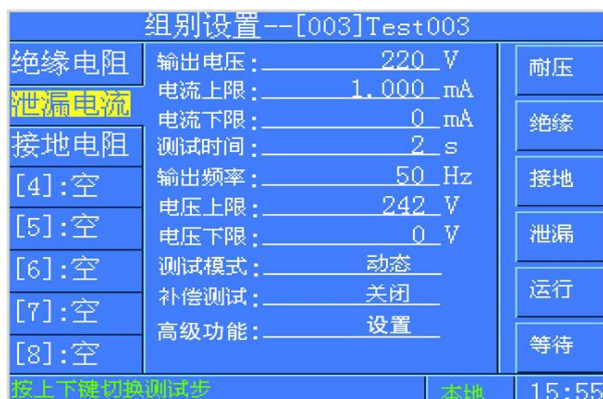 组别设置--[003]Test003
绝缘电阻
泄漏电流
接地电阻
[4]:空
[5]:空
[6]:空
[7]:空
[8]:空
输出电压: 220 V
电流上限: 1.000 mA
电流下限: 0 mA
测试时间: 2 s
输出频率: 50 Hz
电压上限: 242 V
电压下限: 0 V
测试模式: 动态
补偿测试: 关闭
高级功能: 设置
耐压
绝缘
接地
泄漏
运行
等待
按上下键切换测试步
本地
15:55